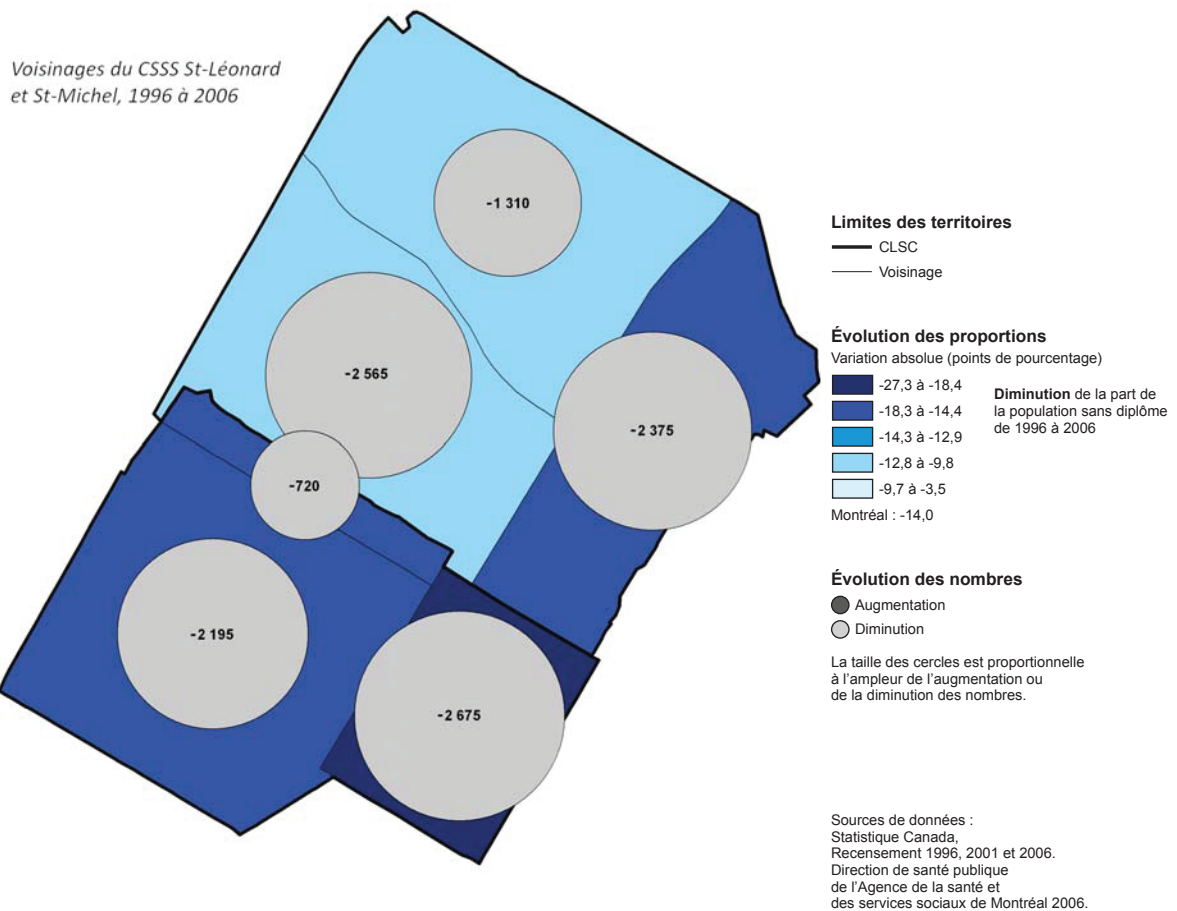 Voisinages du CSSS St-Léonard
et St-Michel, 1996 à 2006
-1 310
-2 565
-2 375
-720
-2 195
-2 675
Limites des territoires
CLSC
Voisinage
Évolution des proportions
Variation absolue (points de pourcentage)
-27,3 à -18,4
-18,3 à -14,4
-14,3 à -12,9
-12,8 à -9,8
-9,7 à -3,5
Diminution de la part de
la population sans diplôme
de 1996 à 2006
Montréal : -14,0
Évolution des nombres
Augmentation
Diminution
La taille des cercles est proportionnelle
à l'ampleur de l'augmentation ou
de la diminution des nombres.
Sources de données :
Statistique Canada,
Recensement 1996, 2001 et 2006.
Direction de santé publique
de l'Agence de la santé et
des services sociaux de Montréal 2006.